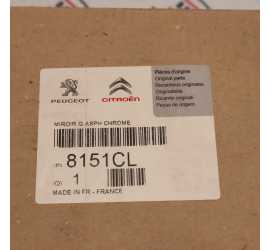 PEUGEOT
CITROËN
Pièces d'origine
Original parts
Recambios originales
Originalteile
Ricambi originali
Peças de origem
MIROIR G ASPH CHROME
8151CL
(Q) 1
MADE IN FR - FRANCE